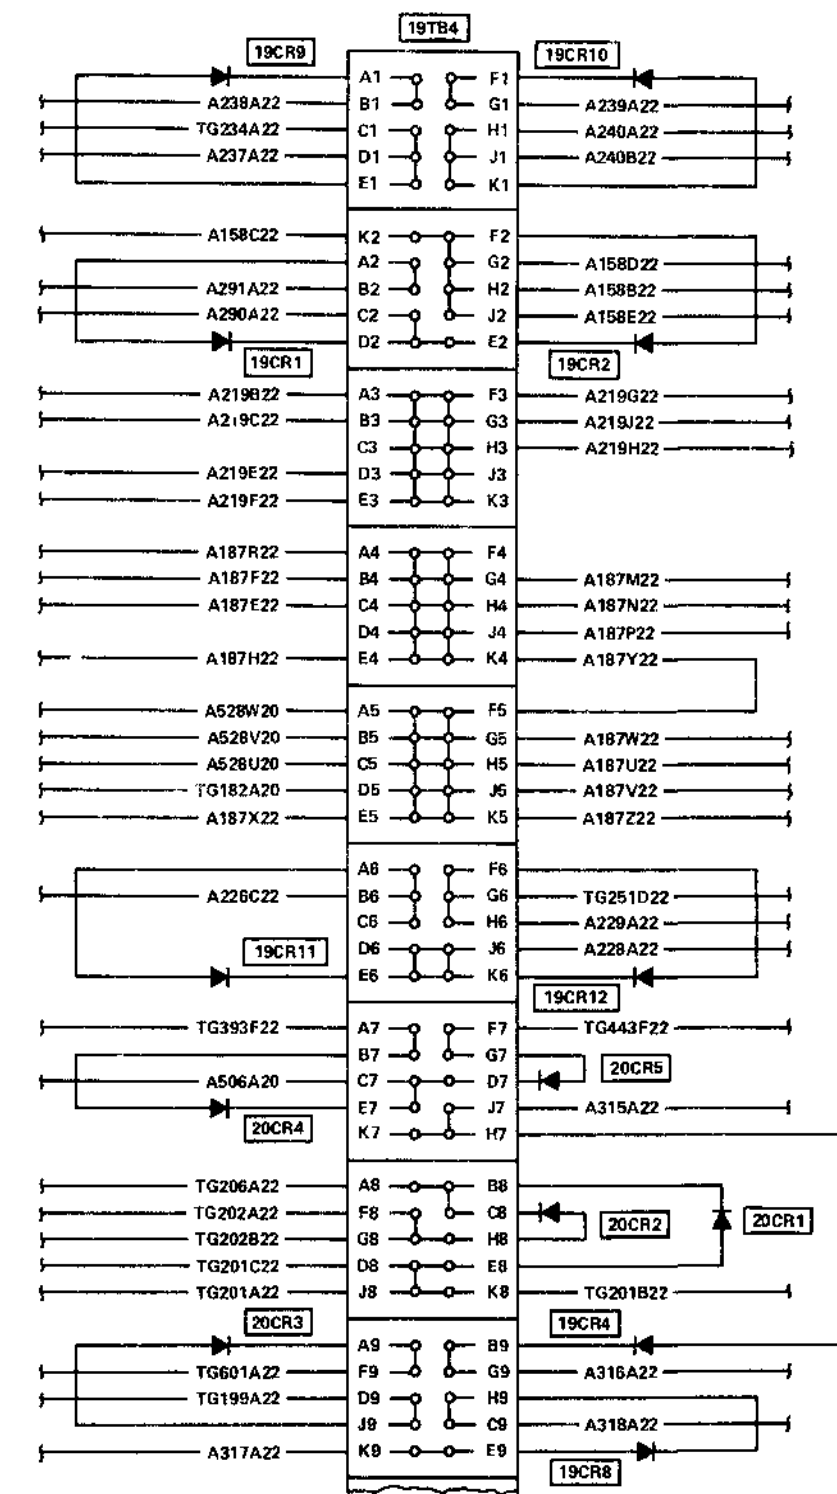 19TB4
19CR9 19CR10
A1 F1
A238A22 B1 G1 A239A22
TG234A22 C1 H1 A240A22
A237A22 D1 J1 A240B22
E1 K1
A158C22 K2 F2
A2 G2 A158D22
A291A22 B2 H2 A158B22
A290A22 C2 J2 A158E22
D2 E2
19CR1 19CR2
A219B22 A3 F3 A219G22
A219C22 B3 G3 A219J22
C3 H3 A219H22
A219E22 D3 J3
A219F22 E3 K3
A187R22 A4 F4
A187F22 B4 G4 A187M22
A187E22 C4 H4 A187N22
D4 J4 A187P22
A187H22 E4 K4 A187Y22
A528W20 A5 F5
A528V20 B5 G5 A187W22
A528U20 C5 H5 A187U22
TG182A20 D5 J5 A187V22
A187X22 E5 K5 A187Z22
A6 F6
A226C22 B6 G6 TG251D22
C6 H6 A229A22
19CR11 D6 J6 A228A22
E6 K6
19CR12
TG393F22 A7 F7 TG443F22
B7 G7
A506A20 C7 D7 20CR5
E7 J7 A315A22
20CR4 K7 H7
TG206A22 A8 B8
TG202A22 F8 C8 20CR2 20CR1
TG202B22 G8 H8
TG201C22 D8 E8
TG201A22 J8 K8 TG201B22
20CR3 19CR4
A9 B9
TG601A22 F9 G9 A316A22
TG199A22 D9 H9
J9 C9 A318A22
A317A22 K9 E9
19CR8